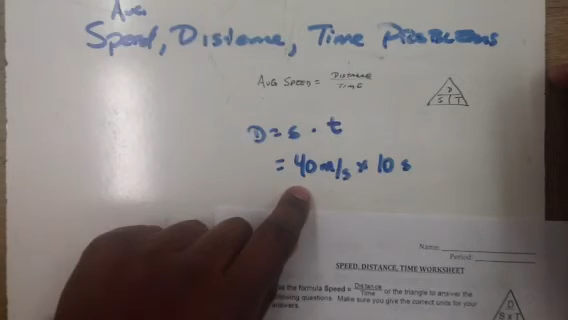 Avg
Speed, Distance, Time Problems
Avg Speed = Distance
Time
D
S T
D = s · t
= 40 m/s × 10 s
Name:
Period:
SPEED, DISTANCE, TIME WORKSHEET
the formula Speed = Distance
Time or the triangle to answer the
questions. Make sure you give the correct units for your
answers.
D
S x T